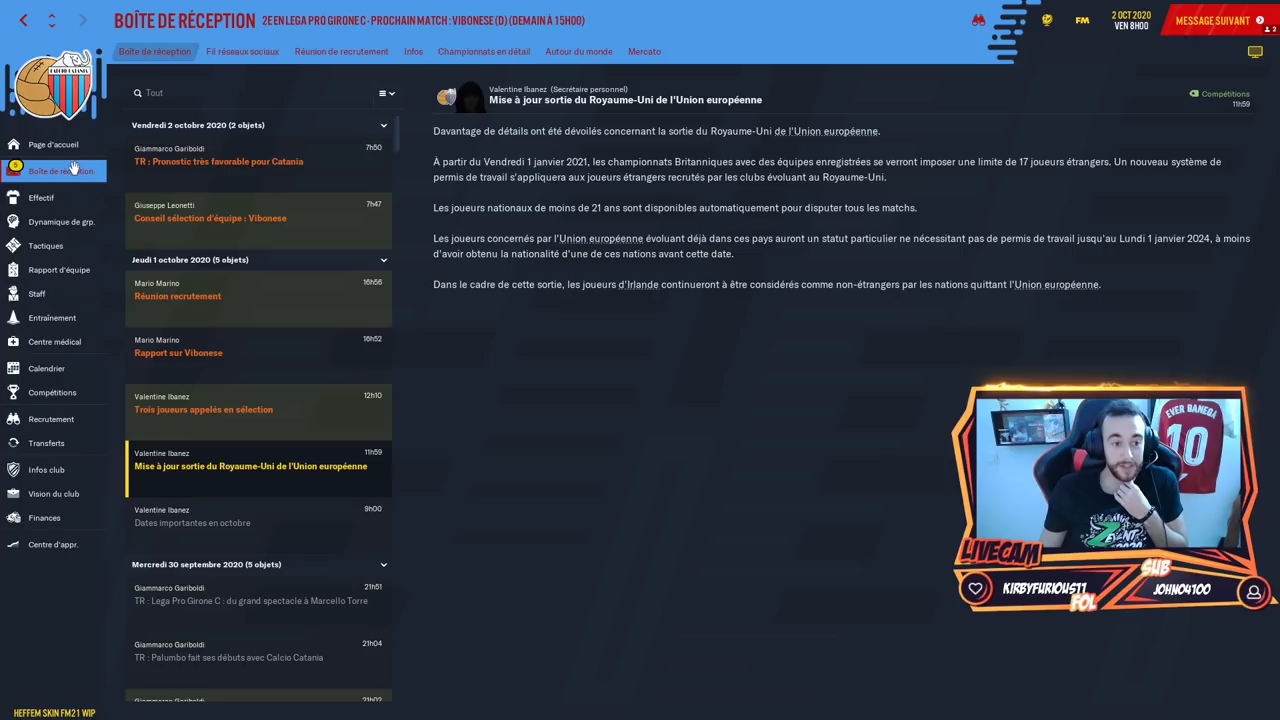 BOÎTE DE RÉCEPTION
2E EN LEGA PRO GIRONE C - PROCHAIN MATCH : VIBONESE (D) (DEMAIN À 15H00)
FM
2 OCT 2020
VEN 8H00
MESSAGE SUIVANT
2
Boîte de réception
Fil réseaux sociaux
Réunion de recrutement
Infos
Championnats en détail
Autour du monde
Mercato
CALCIO CATANIA
Page d'accueil
5
Boîte de réception
Effectif
Dynamique de grp.
Tactiques
Rapport d'équipe
Staff
Entraînement
Centre médical
Calendrier
Compétitions
Recrutement
Transferts
Infos club
Vision du club
Finances
Centre d'appr.
HEFFEM SKIN FM21 WIP
Tout
Vendredi 2 octobre 2020 (2 objets)
Giammarco Gariboldi 7h50
TR : Pronostic très favorable pour Catania
Giuseppe Leonetti 7h47
Conseil sélection d'équipe : Vibonese
Jeudi 1 octobre 2020 (5 objets)
Mario Marino 16h56
Réunion recrutement
Mario Marino 16h52
Rapport sur Vibonese
Valentine Ibanez 12h10
Trois joueurs appelés en sélection
Valentine Ibanez 11h59
Mise à jour sortie du Royaume-Uni de l'Union européenne
Valentine Ibanez 9h00
Dates importantes en octobre
Mercredi 30 septembre 2020 (5 objets)
Giammarco Gariboldi 21h51
TR : Lega Pro Girone C : du grand spectacle à Marcello Torre
Giammarco Gariboldi 21h04
TR : Palumbo fait ses débuts avec Calcio Catania
Giammarco Gariboldi 21h02
Valentine Ibanez (Secrétaire personnel)
Mise à jour sortie du Royaume-Uni de l'Union européenne
Compétitions
11h59
Davantage de détails ont été dévoilés concernant la sortie du Royaume-Uni de l'Union européenne.
À partir du Vendredi 1 janvier 2021, les championnats Britanniques avec des équipes enregistrées se verront imposer une limite de 17 joueurs étrangers. Un nouveau système de
permis de travail s'appliquera aux joueurs étrangers recrutés par les clubs évoluant au Royaume-Uni.
Les joueurs nationaux de moins de 21 ans sont disponibles automatiquement pour disputer tous les matchs.
Les joueurs concernés par l'Union européenne évoluant déjà dans ces pays auront un statut particulier ne nécessitant pas de permis de travail jusqu'au Lundi 1 janvier 2024, à moins
d'avoir obtenu la nationalité d'une de ces nations avant cette date.
Dans le cadre de cette sortie, les joueurs d'Irlande continueront à être considérés comme non-étrangers par les nations quittant l'Union européenne.
EVER BANEGA
10
Z EVENT
2020
LIVECAM
SUB
KIRBYFURIOUS17
JOHNO4100
FOL